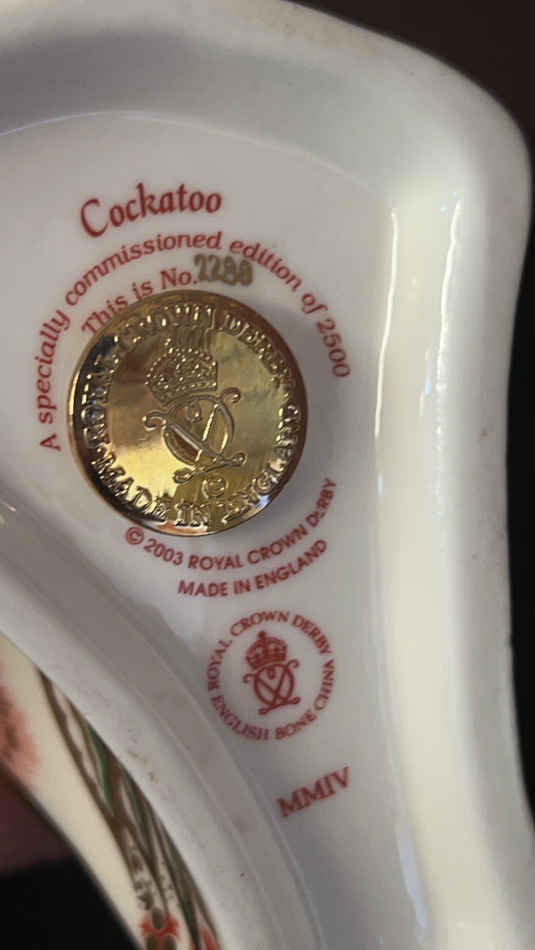 Cockatoo
A specially commissioned edition of 2500
This is No.
ROYAL CROWN DERBY
MADE IN ENGLAND
© 2003 ROYAL CROWN DERBY
MADE IN ENGLAND
ROYAL CROWN DERBY
ENGLISH BONE CHINA
MMIV